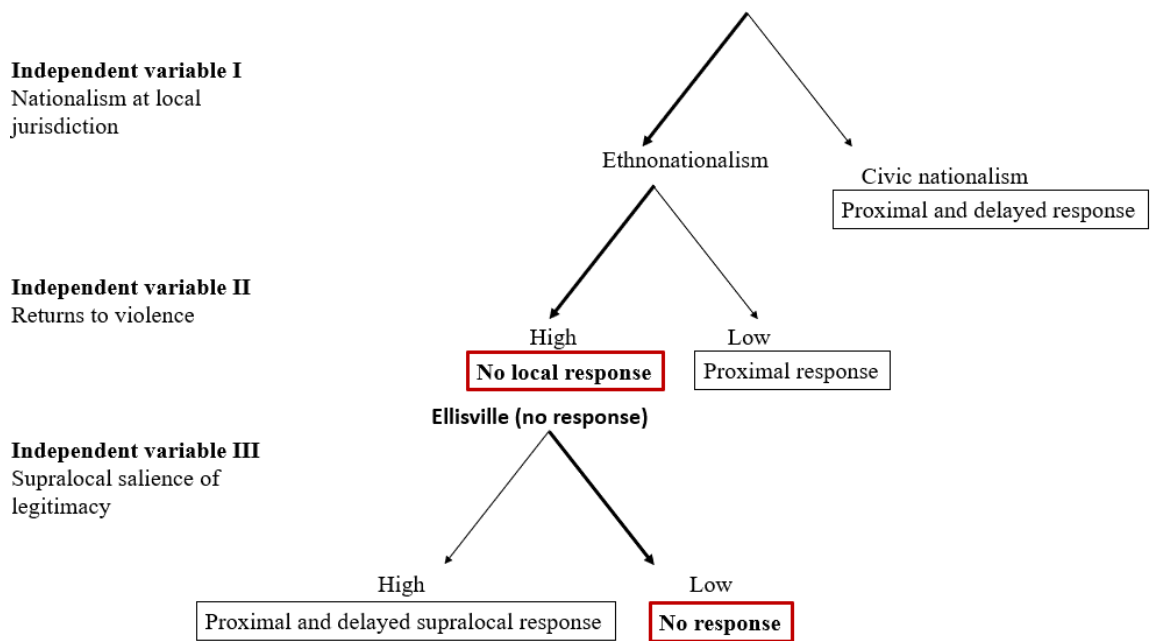 Independent variable I
Nationalism at local
jurisdiction
Ethnonationalism
Civic nationalism
Proximal and delayed response
Independent variable II
Returns to violence
High
Low
No local response
Proximal response
Ellisville (no response)
Independent variable III
Supralocal salience of
legitimacy
High
Low
Proximal and delayed supralocal response
No response